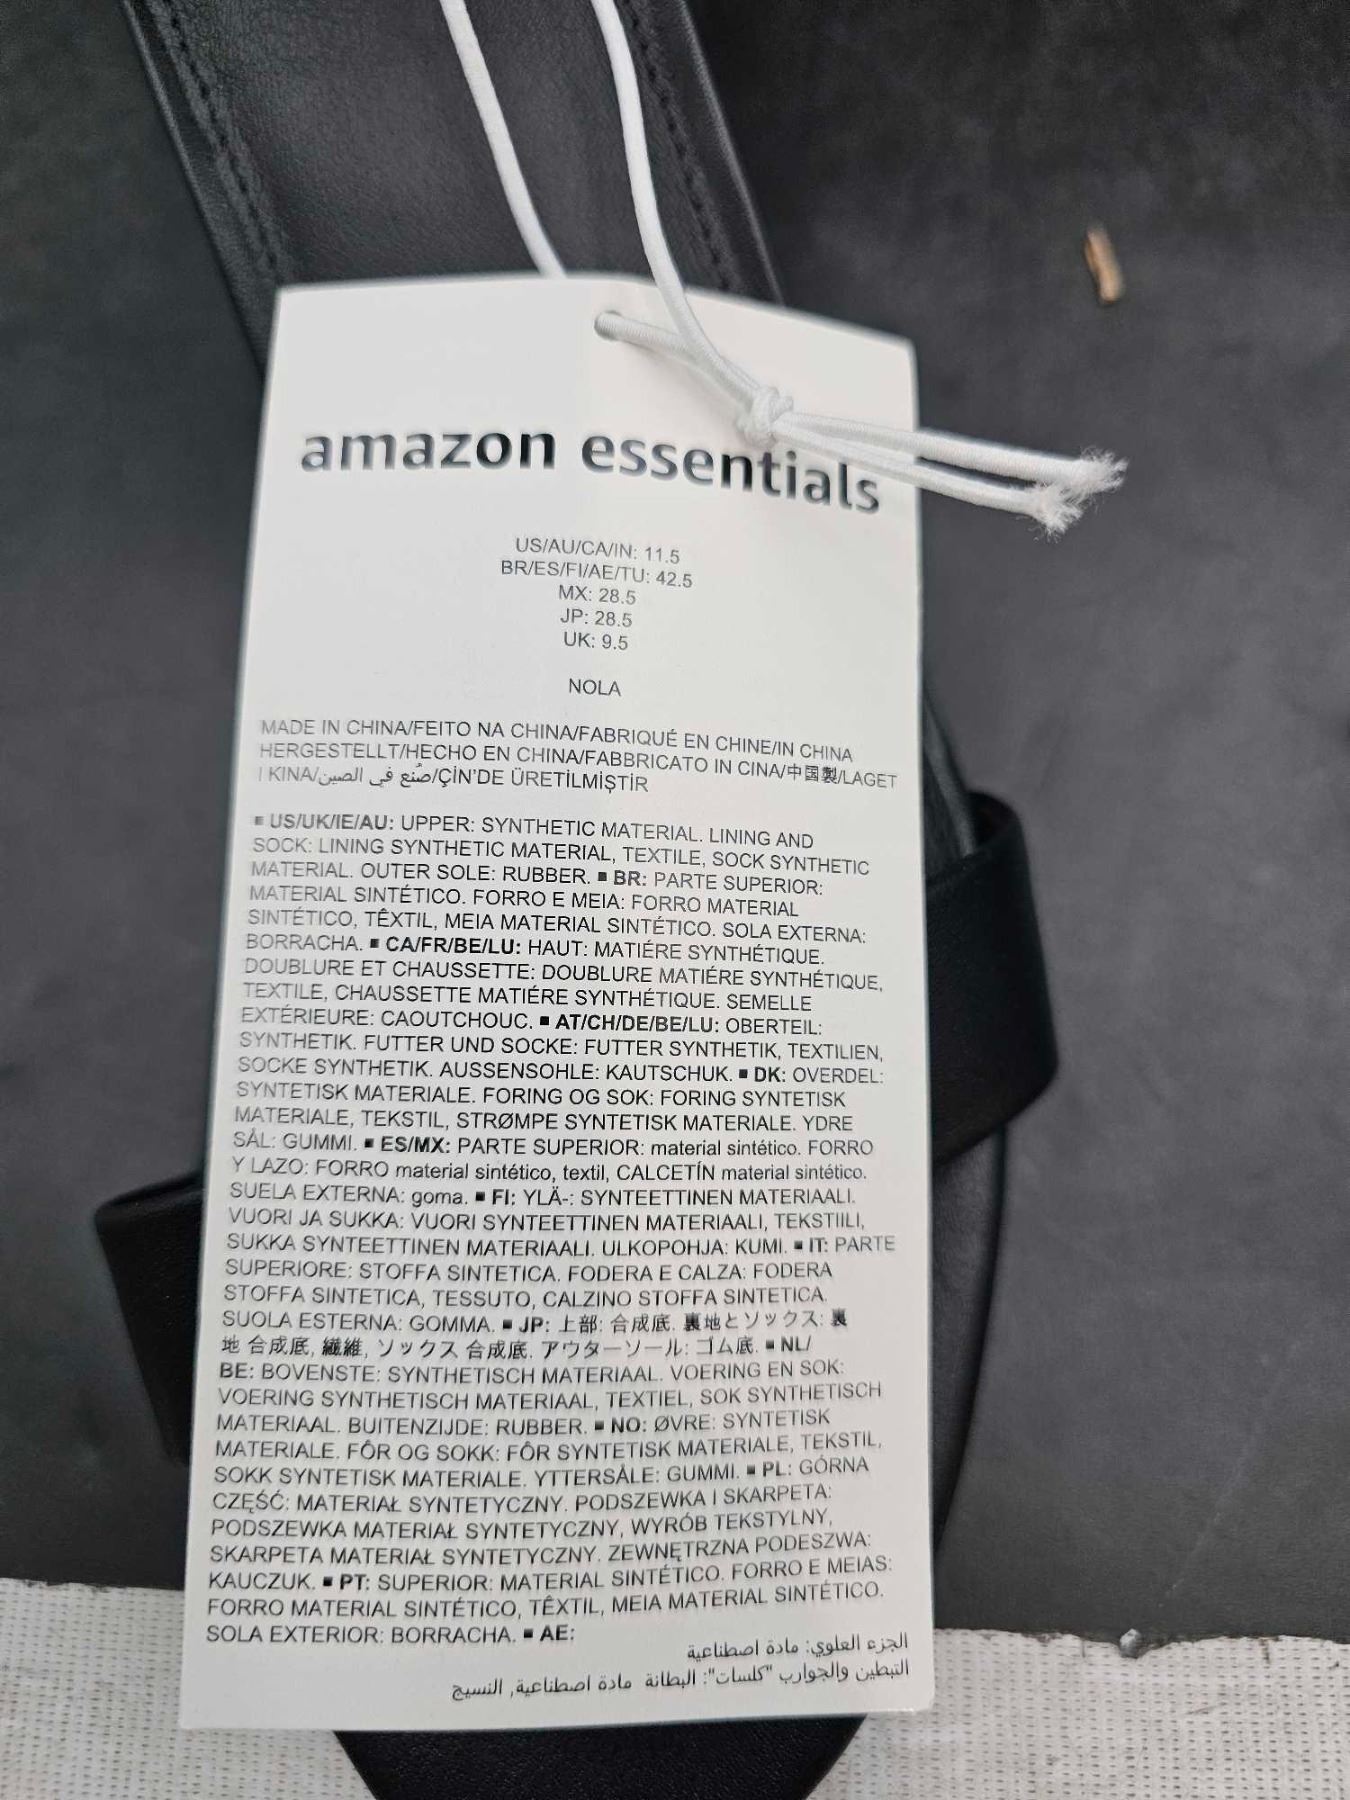 amazon essentials
US/AU/CA/IN: 11.5
BR/ES/FI/AE/TU: 42.5
MX: 28.5
JP: 28.5
UK: 9.5
NOLA
MADE IN CHINA/FEITO NA CHINA/FABRIQUÉ EN CHINE/IN CHINA
HERGESTELLT/HECHO EN CHINA/FABBRICATO IN CINA/中国製/LAGET
I KINA/صُنع في الصين/ÇİN'DE ÜRETİLMİŞTİR
▪ US/UK/IE/AU: UPPER: SYNTHETIC MATERIAL. LINING AND
SOCK: LINING SYNTHETIC MATERIAL, TEXTILE, SOCK SYNTHETIC
MATERIAL. OUTER SOLE: RUBBER. ▪ BR: PARTE SUPERIOR:
MATERIAL SINTÉTICO. FORRO E MEIA: FORRO MATERIAL
SINTÉTICO, TÊXTIL, MEIA MATERIAL SINTÉTICO. SOLA EXTERNA:
BORRACHA. ▪ CA/FR/BE/LU: HAUT: MATIÉRE SYNTHÉTIQUE.
DOUBLURE ET CHAUSSETTE: DOUBLURE MATIÉRE SYNTHÉTIQUE,
TEXTILE, CHAUSSETTE MATIÉRE SYNTHÉTIQUE. SEMELLE
EXTÉRIEURE: CAOUTCHOUC. ▪ AT/CH/DE/BE/LU: OBERTEIL:
SYNTHETIK. FUTTER UND SOCKE: FUTTER SYNTHETIK, TEXTILIEN,
SOCKE SYNTHETIK. AUSSENSOHLE: KAUTSCHUK. ▪ DK: OVERDEL:
SYNTETISK MATERIALE. FORING OG SOK: FORING SYNTETISK
MATERIALE, TEKSTIL, STRØMPE SYNTETISK MATERIALE. YDRE
SÅL: GUMMI. ▪ ES/MX: PARTE SUPERIOR: material sintético. FORRO
Y LAZO: FORRO material sintético, textil, CALCETÍN material sintético.
SUELA EXTERNA: goma. ▪ FI: YLÄ-: SYNTEETTINEN MATERIAALI.
VUORI JA SUKKA: VUORI SYNTEETTINEN MATERIAALI, TEKSTIILI,
SUKKA SYNTEETTINEN MATERIAALI. ULKOPOHJA: KUMI. ▪ IT: PARTE
SUPERIORE: STOFFA SINTETICA. FODERA E CALZA: FODERA
STOFFA SINTETICA, TESSUTO, CALZINO STOFFA SINTETICA.
SUOLA ESTERNA: GOMMA. ▪ JP: 上部: 合成底. 裏地とソックス: 裏
地 合成底, 繊維, ソックス 合成底. アウターソール: ゴム底. ▪ NL/
BE: BOVENSTE: SYNTHETISCH MATERIAAL. VOERING EN SOK:
VOERING SYNTHETISCH MATERIAAL, TEXTIEL, SOK SYNTHETISCH
MATERIAAL. BUITENZIJDE: RUBBER. ▪ NO: ØVRE: SYNTETISK
MATERIALE. FÔR OG SOKK: FÔR SYNTETISK MATERIALE, TEKSTIL,
SOKK SYNTETISK MATERIALE. YTTERSÅLE: GUMMI. ▪ PL: GÓRNA
CZĘŚĆ: MATERIAŁ SYNTETYCZNY. PODSZEWKA I SKARPETA:
PODSZEWKA MATERIAŁ SYNTETYCZNY, WYRÓB TEKSTYLNY,
SKARPETA MATERIAŁ SYNTETYCZNY. ZEWNĘTRZNA PODESZWA:
KAUCZUK. ▪ PT: SUPERIOR: MATERIAL SINTÉTICO. FORRO E MEIAS:
FORRO MATERIAL SINTÉTICO, TÊXTIL, MEIA MATERIAL SINTÉTICO.
SOLA EXTERIOR: BORRACHA. ▪ AE:
الجزء العلوي: مادة اصطناعية
التبطين والجوارب "كلسات": البطانة مادة اصطناعية, النسيج